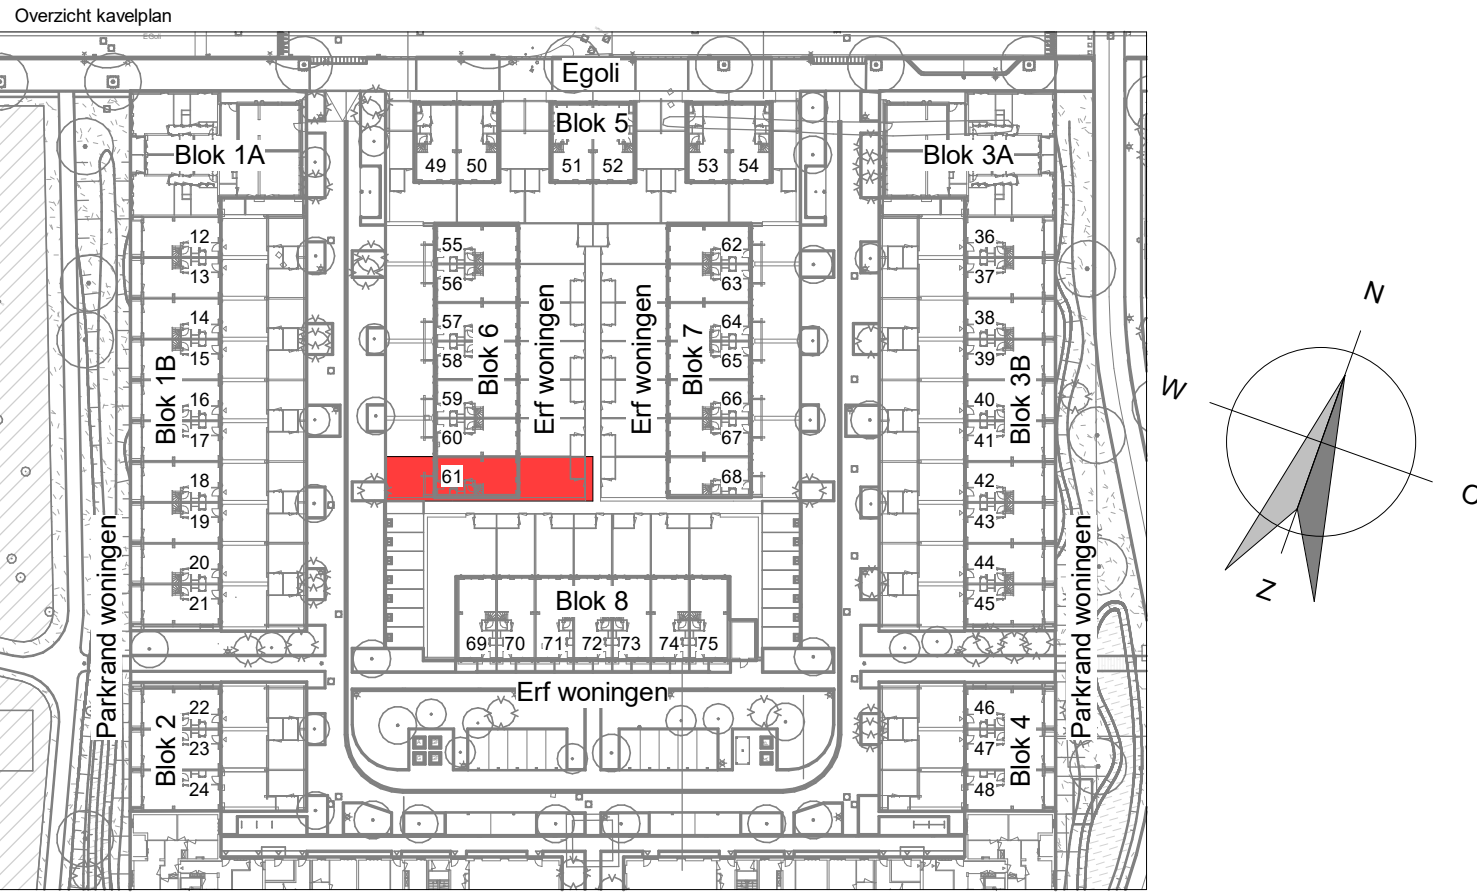 Overzicht kavelplan
Egoli
Egoli
Blok 5
49 50 51 52 53 54
Blok 1A
Blok 3A
12
13
14
15
16
17
18
19
20
21
Blok 1B
Parkrand woningen
55
56
57
58
59
60
61
Blok 6
Erf woningen
Erf woningen
Blok 7
62
63
64
65
66
67
68
36
37
38
39
40
41
42
43
44
45
Blok 3B
Parkrand woningen
Blok 8
69 70 71 72 73 74 75
Erf woningen
Blok 2
22
23
24
46
47
48
Blok 4
N
W
O
Z